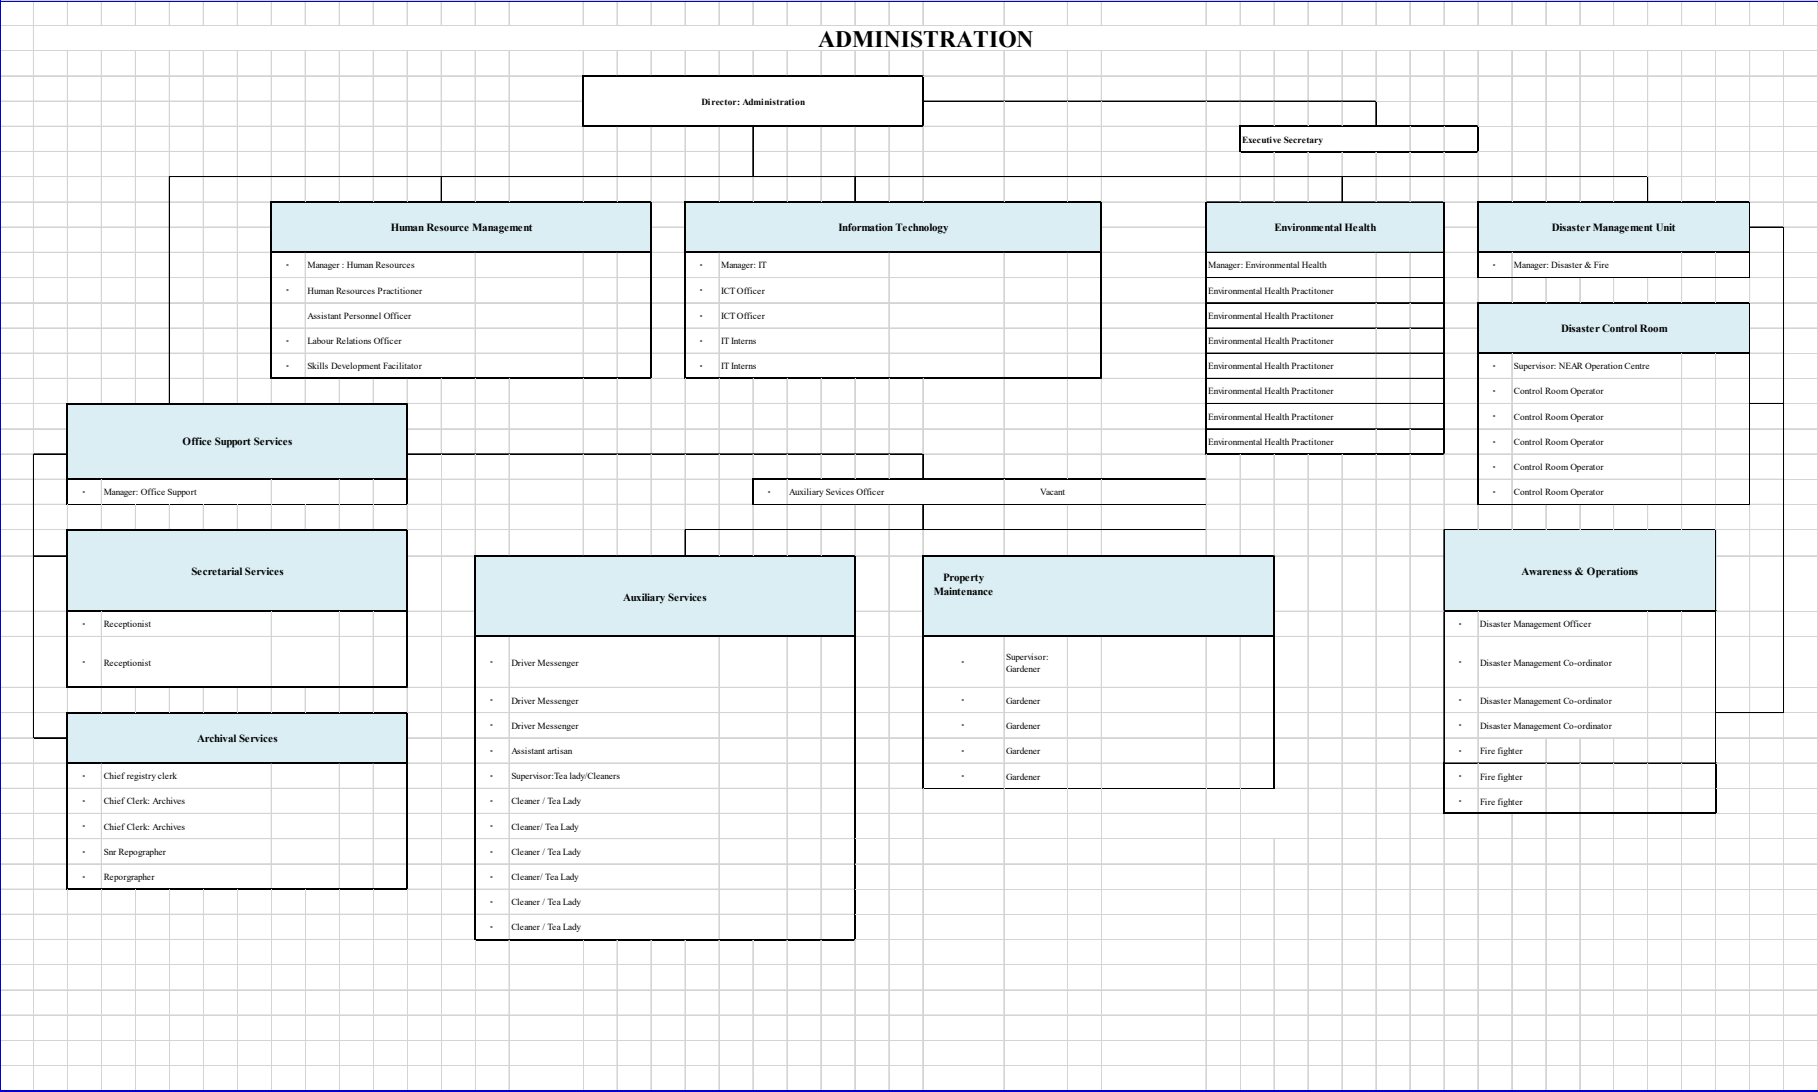 ADMINISTRATION
Director: Administration
Executive Secretary
Human Resource Management
- Manager : Human Resources
- Human Resources Practitioner
Assistant Personnel Officer
- Labour Relations Officer
- Skills Development Facilitator
Information Technology
- Manager: IT
- ICT Officer
- ICT Officer
- IT Interns
- IT Interns
Environmental Health
Manager: Environmental Health
Environmental Health Practitoner
Environmental Health Practitoner
Environmental Health Practitoner
Environmental Health Practitoner
Environmental Health Practitoner
Environmental Health Practitoner
Environmental Health Practitoner
Disaster Management Unit
- Manager: Disaster & Fire
Disaster Control Room
- Supervisor: NEAR Operation Centre
- Control Room Operator
- Control Room Operator
- Control Room Operator
- Control Room Operator
- Control Room Operator
Office Support Services
- Manager: Office Support
- Auxiliary Sevices Officer Vacant
Secretarial Services
- Receptionist
- Receptionist
Archival Services
- Chief registry clerk
- Chief Clerk: Archives
- Chief Clerk: Archives
- Snr Repographer
- Reporgrapher
Auxiliary Services
- Driver Messenger
- Driver Messenger
- Driver Messenger
- Assistant artisan
- Supervisor:Tea lady/Cleaners
- Cleaner / Tea Lady
- Cleaner/ Tea Lady
- Cleaner / Tea Lady
- Cleaner/ Tea Lady
- Cleaner / Tea Lady
- Cleaner / Tea Lady
Property
Maintenance
- Supervisor:
Gardener
- Gardener
- Gardener
- Gardener
- Gardener
Awareness & Operations
- Disaster Management Officer
- Disaster Management Co-ordinator
- Disaster Management Co-ordinator
- Disaster Management Co-ordinator
- Fire fighter
- Fire fighter
- Fire fighter